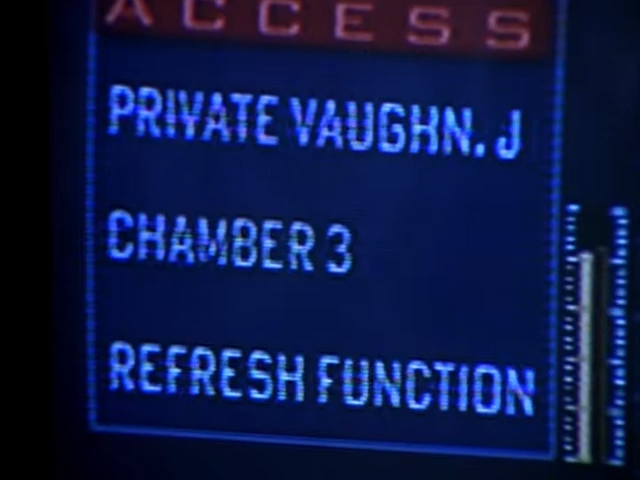 ACCESS
PRIVATE VAUGHN. J
CHAMBER 3
REFRESH FUNCTION